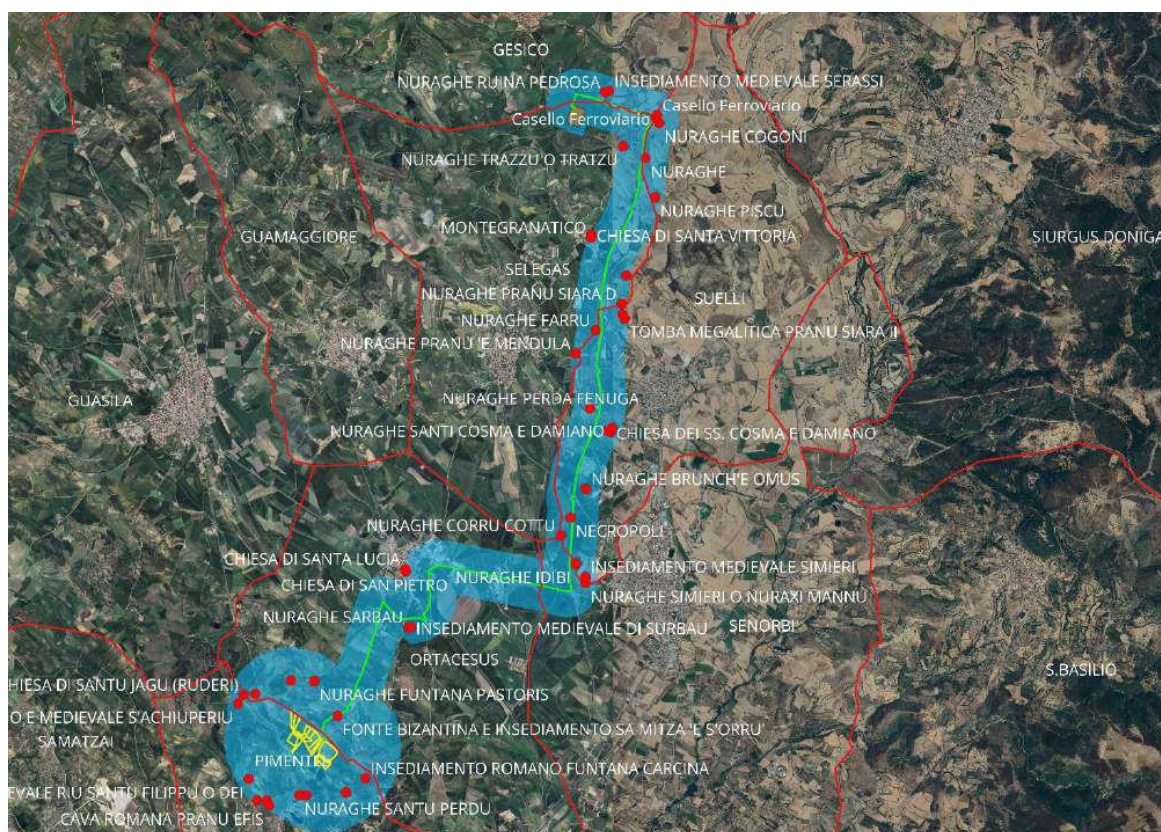 GESICO
NURAGHE RUINA PEDROSA
INSEDIAMENTO MEDIEVALE SERASSI
Casello Ferroviario
Casello Ferroviario
NURAGHE COGONI
NURAGHE TRAZZU O TRATZU
NURAGHE
NURAGHE PISCU
MONTEGRANATICO
CHIESA DI SANTA VITTORIA
GUAMAGGIORE
SIURGUS DONIGA
SELEGAS
NURAGHE PRANU SIARA D
SUELLI
NURAGHE FARRU
TOMBA MEGALITICA PRANU SIARA II
NURAGHE PRANU 'E MENDULA
GUASILA
NURAGHE PERDA FENUGA
NURAGHE SANTI COSMA E DAMIANO
CHIESA DEI SS. COSMA E DAMIANO
NURAGHE BRUNCH'E OMUS
NURAGHE CORRU COTTU
NECROPOLI
CHIESA DI SANTA LUCIA
INSEDIAMENTO MEDIEVALE SIMIERI
CHIESA DI SAN PIETRO
NURAGHE IDIBI
NURAGHE SIMIERI O NURAXI MANNU
NURAGHE SARBAU
INSEDIAMENTO MEDIEVALE DI SURBAU
SENORBÌ
ORTACESUS
S.BASILIO
HIESA DI SANTU JAGU (RUDERI)
NURAGHE FUNTANA PASTORIS
O E MEDIEVALE S'ACHIUPERIU
FONTE BIZANTINA E INSEDIAMENTO SA MITZA 'E S'ORRU
SAMATZAI
PIMENTEL
INSEDIAMENTO ROMANO FUNTANA CARCINA
EVALE RIU SANTU FILIPPU O DEI
NURAGHE SANTU PERDU
CAVA ROMANA PRANU EFIS